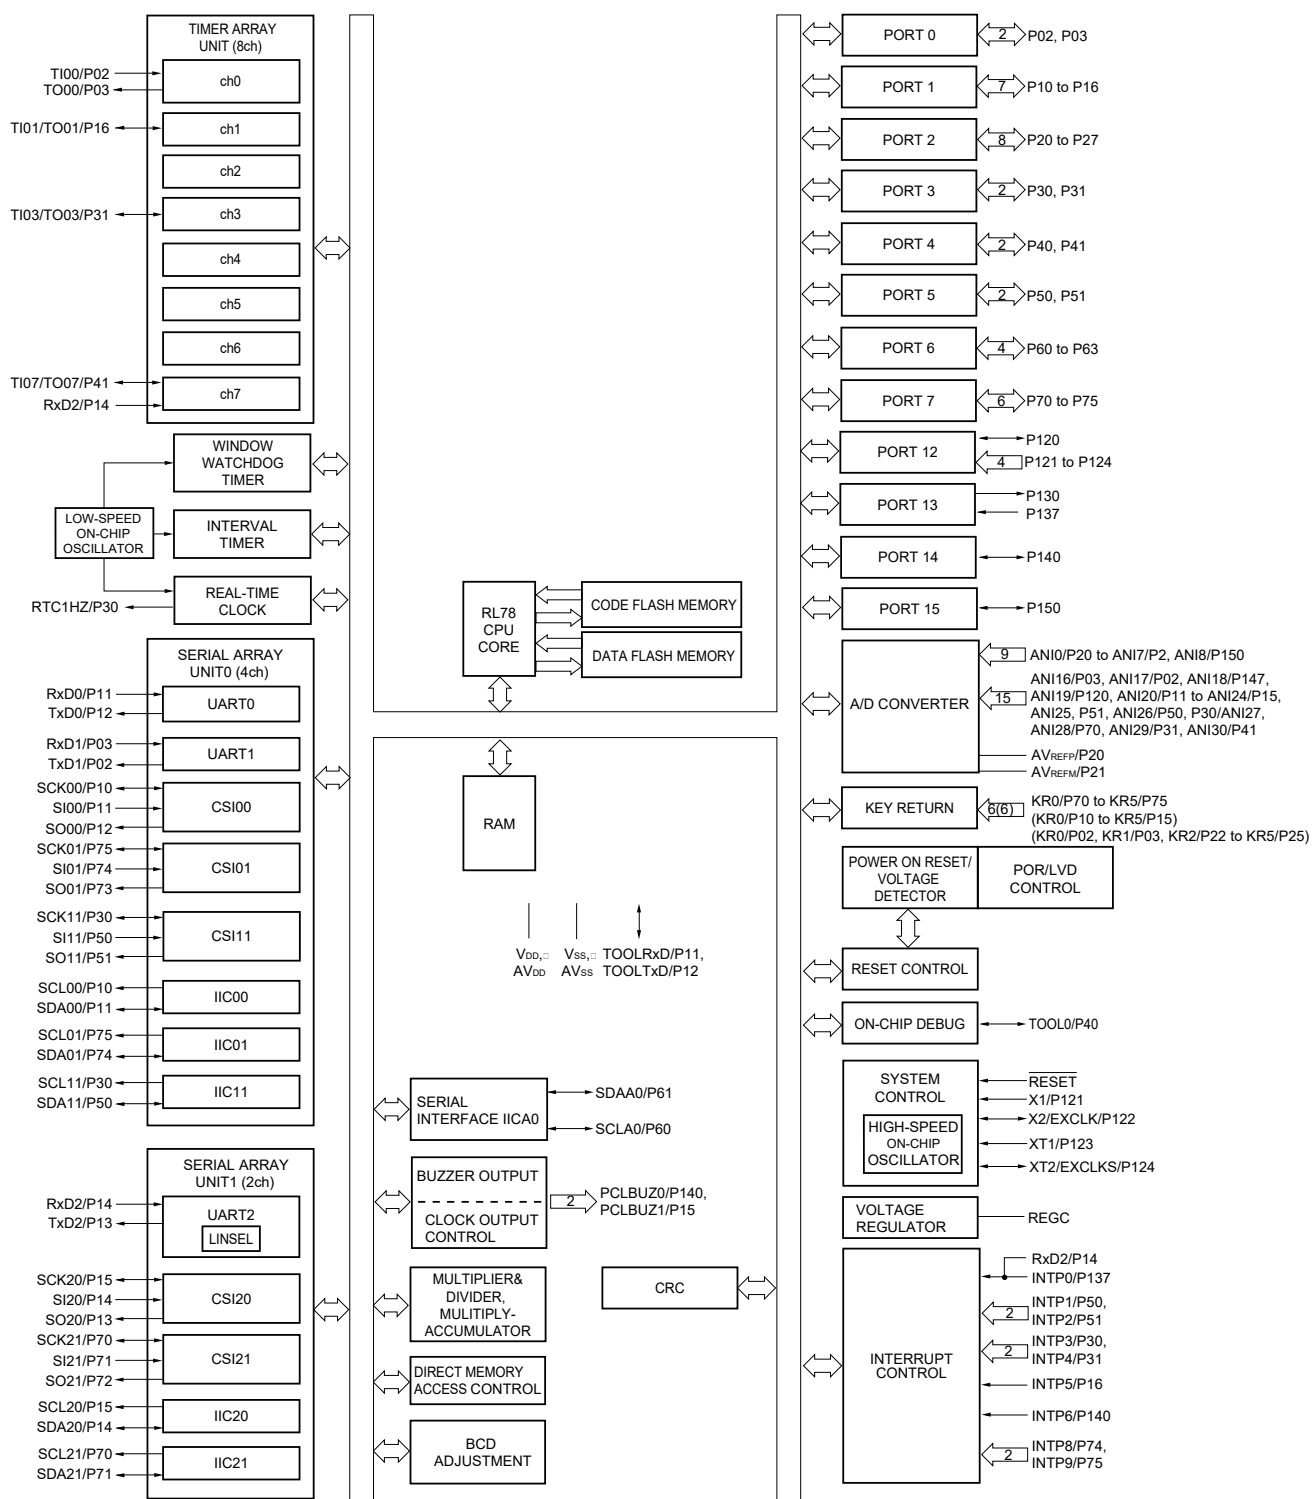 TIMER ARRAY
UNIT (8ch)
TI00/P02
TO00/P03
ch0
TI01/TO01/P16
ch1
ch2
TI03/TO03/P31
ch3
ch4
ch5
ch6
TI07/TO07/P41
RxD2/P14
ch7
WINDOW
WATCHDOG
TIMER
LOW-SPEED
ON-CHIP
OSCILLATOR
INTERVAL
TIMER
REAL-TIME
CLOCK
RTC1HZ/P30
SERIAL ARRAY
UNIT0 (4ch)
RxD0/P11
TxD0/P12
UART0
RxD1/P03
TxD1/P02
UART1
SCK00/P10
SI00/P11
SO00/P12
CSI00
SCK01/P75
SI01/P74
SO01/P73
CSI01
SCK11/P30
SI11/P50
SO11/P51
CSI11
SCL00/P10
SDA00/P11
IIC00
SCL01/P75
SDA01/P74
IIC01
SCL11/P30
SDA11/P50
IIC11
SERIAL ARRAY
UNIT1 (2ch)
RxD2/P14
TxD2/P13
UART2
LINSEL
SCK20/P15
SI20/P14
SO20/P13
CSI20
SCK21/P70
SI21/P71
SO21/P72
CSI21
SCL20/P15
SDA20/P14
IIC20
SCL21/P70
SDA21/P71
IIC21
RL78
CPU
CORE
CODE FLASH MEMORY
DATA FLASH MEMORY
RAM
VDD,□
AVDD
VSS,□
AVSS
TOOLRxD/P11,
TOOLTxD/P12
SERIAL
INTERFACE IICA0
SDAA0/P61
SCLA0/P60
BUZZER OUTPUT
CLOCK OUTPUT
CONTROL
2
PCLBUZ0/P140,
PCLBUZ1/P15
MULTIPLIER&
DIVIDER,
MULITIPLY-
ACCUMULATOR
CRC
DIRECT MEMORY
ACCESS CONTROL
BCD
ADJUSTMENT
PORT 0
2
P02, P03
PORT 1
7
P10 to P16
PORT 2
8
P20 to P27
PORT 3
2
P30, P31
PORT 4
2
P40, P41
PORT 5
2
P50, P51
PORT 6
4
P60 to P63
PORT 7
6
P70 to P75
PORT 12
P120
4
P121 to P124
PORT 13
P130
P137
PORT 14
P140
PORT 15
P150
A/D CONVERTER
9
ANI0/P20 to ANI7/P2, ANI8/P150
15
ANI16/P03, ANI17/P02, ANI18/P147,
ANI19/P120, ANI20/P11 to ANI24/P15,
ANI25, P51, ANI26/P50, P30/ANI27,
ANI28/P70, ANI29/P31, ANI30/P41
AVREFP/P20
AVREFM/P21
KEY RETURN
6(6)
KR0/P70 to KR5/P75
(KR0/P10 to KR5/P15)
(KR0/P02, KR1/P03, KR2/P22 to KR5/P25)
POWER ON RESET/
VOLTAGE
DETECTOR
POR/LVD
CONTROL
RESET CONTROL
ON-CHIP DEBUG
TOOL0/P40
SYSTEM
CONTROL
HIGH-SPEED
ON-CHIP
OSCILLATOR
RESET
X1/P121
X2/EXCLK/P122
XT1/P123
XT2/EXCLKS/P124
VOLTAGE
REGULATOR
REGC
INTERRUPT
CONTROL
RxD2/P14
INTP0/P137
2
INTP1/P50,
INTP2/P51
2
INTP3/P30,
INTP4/P31
INTP5/P16
INTP6/P140
2
INTP8/P74,
INTP9/P75